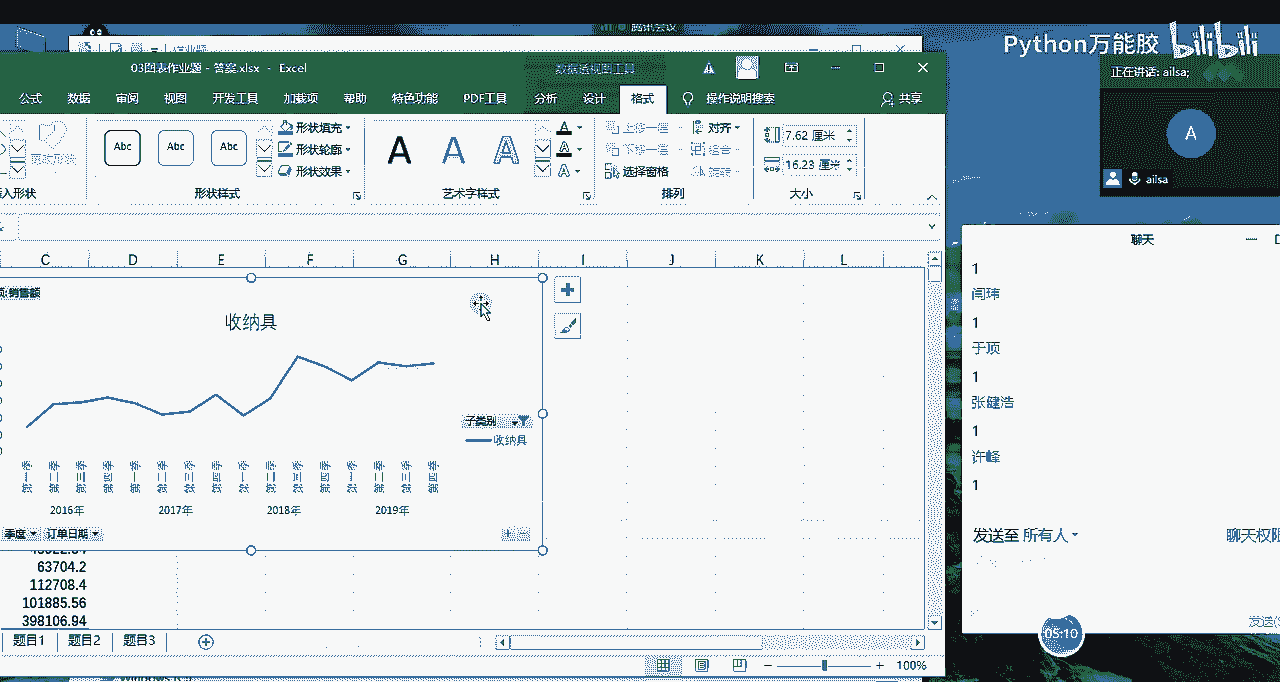 腾讯会议
Python万能胶 bilibili
03图表作业题 - 答案.xlsx - Excel
数据透视图工具
正在讲话: ailsa;
公式 数据 审阅 视图 开发工具 加载项 帮助 特色功能 PDF工具 分析 设计 格式 操作说明搜索 共享
A
ailsa
更改形状
Abc Abc Abc
形状填充
形状轮廓
形状效果
A A A
上移一层 对齐
下移一层 组合
选择窗格 旋转
7.62 厘米
16.23 厘米
形状样式 艺术字样式 排列 大小
聊天
C D E F G H I J K L
销售额
收纳具
子类别
收纳具
第一季 第二季 第三季 第四季 第一季 第二季 第三季 第四季 第一季 第二季 第三季 第四季 第一季 第二季 第三季 第四季
2016年 2017年 2018年 2019年
季度 订单日期
63704.2
112708.4
101885.56
398106.94
题目1 题目2 题目3
100%
1
闻玮
1
于顶
1
张健浩
1
许峰
1
发送至 所有人
聊天权限
05:10